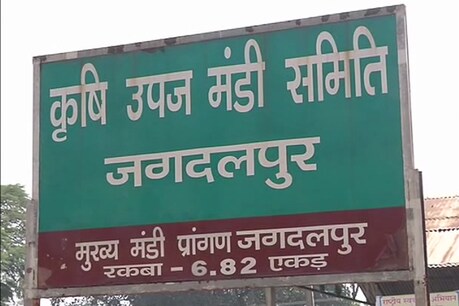 कृषि उपज मंडी समिति
जगदलपुर
मुख्य मंडी प्रांगण जगदलपुर
रकबा - 6.82 एकड़